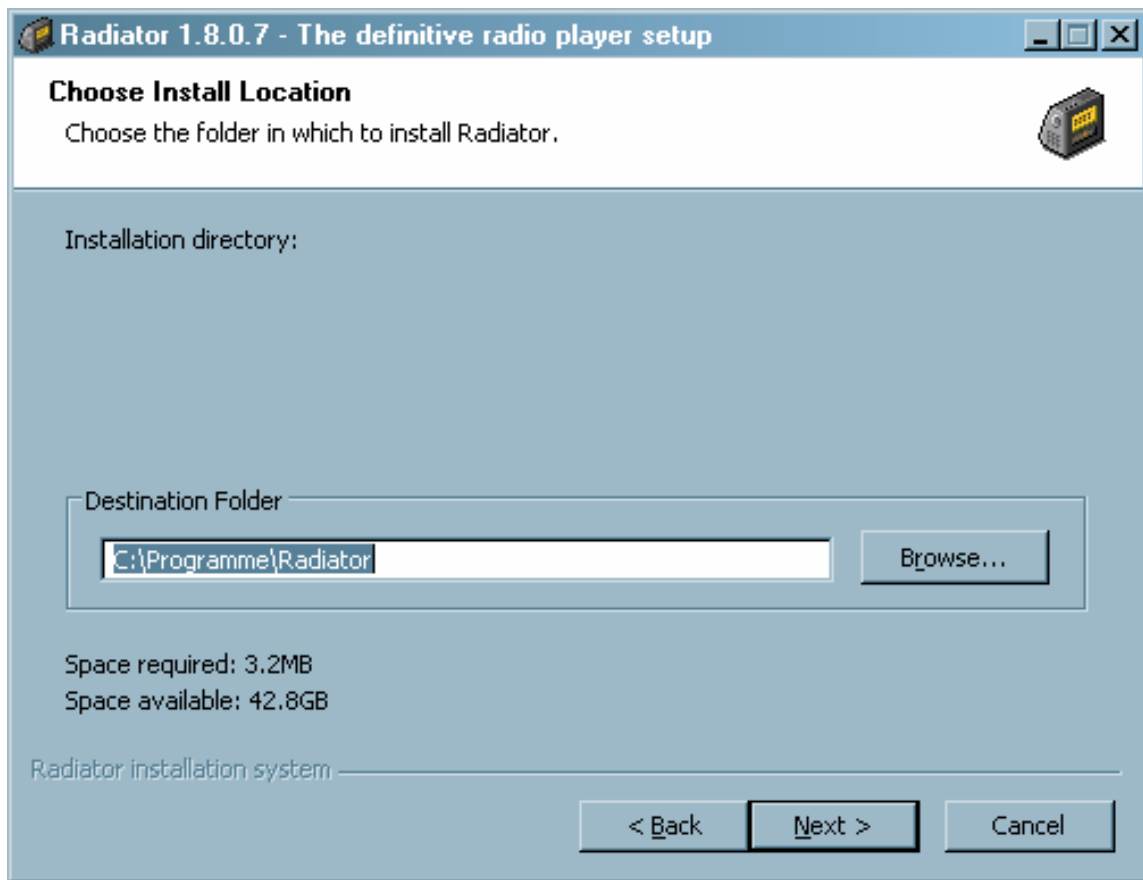 Radiator 1.8.0.7 - The definitive radio player setup
Choose Install Location
Choose the folder in which to install Radiator.
Installation directory:
Destination Folder
C:\Programme\Radiator
Browse...
Space required: 3.2MB
Space available: 42.8GB
Radiator installation system
< Back
Next >
Cancel